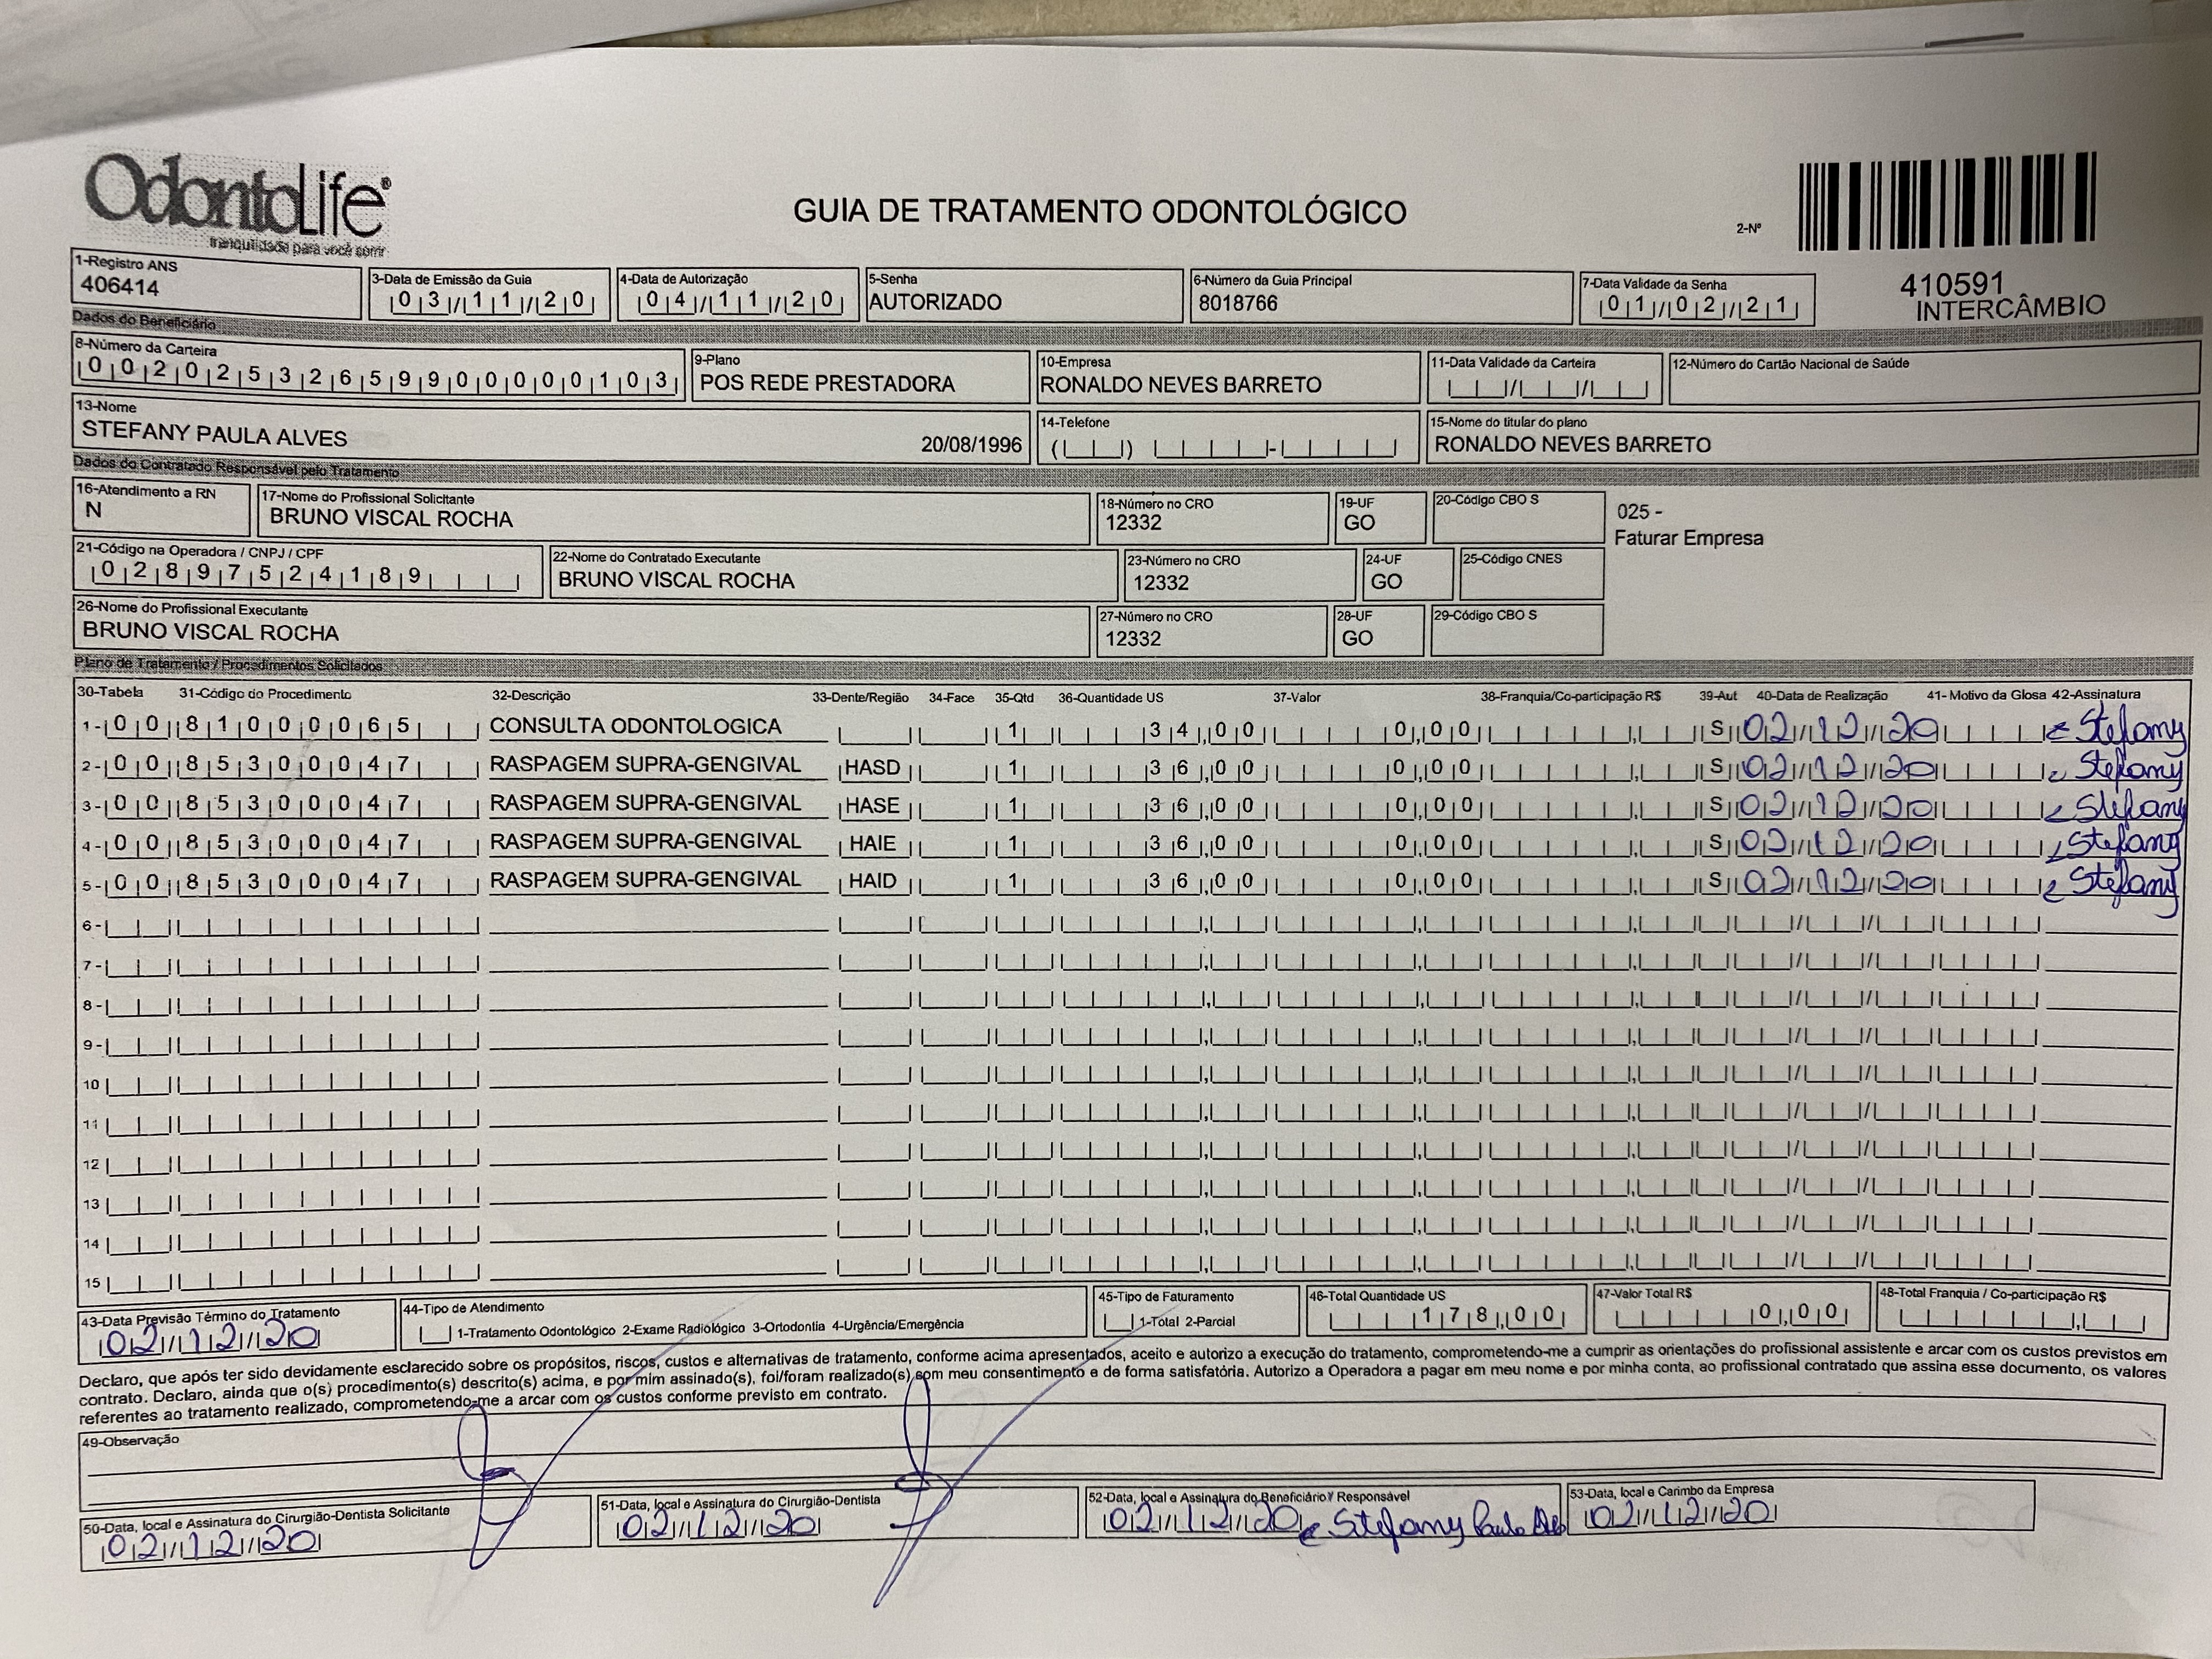 OdontoLife®
tranquilidade para você sorrir
GUIA DE TRATAMENTO ODONTOLÓGICO
2-Nº
410591
INTERCÂMBIO
1-Registro ANS
406414
3-Data de Emissão da Guia
03/11/20
4-Data de Autorização
04/11/20
5-Senha
AUTORIZADO
6-Número da Guia Principal
8018766
7-Data Validade da Senha
01/02/21
Dados do Beneficiário
8-Número da Carteira
00202532659900000103
9-Plano
POS REDE PRESTADORA
10-Empresa
RONALDO NEVES BARRETO
11-Data Validade da Carteira
12-Número do Cartão Nacional de Saúde
13-Nome
STEFANY PAULA ALVES 20/08/1996
14-Telefone
15-Nome do titular do plano
RONALDO NEVES BARRETO
Dados do Contratado Responsável pelo Tratamento
16-Atendimento a RN
N
17-Nome do Profissional Solicitante
BRUNO VISCAL ROCHA
18-Número no CRO
12332
19-UF
GO
20-Código CBO S
025 -
Faturar Empresa
21-Código na Operadora / CNPJ / CPF
02897524189
22-Nome do Contratado Executante
BRUNO VISCAL ROCHA
23-Número no CRO
12332
24-UF
GO
25-Código CNES
26-Nome do Profissional Executante
BRUNO VISCAL ROCHA
27-Número no CRO
12332
28-UF
GO
29-Código CBO S
Plano de Tratamento / Procedimentos Solicitados
30-Tabela 31-Código do Procedimento 32-Descrição 33-Dente/Região 34-Face 35-Qtd 36-Quantidade US 37-Valor 38-Franquia/Co-participação R$ 39-Aut 40-Data de Realização 41- Motivo da Glosa 42-Assinatura
1- 00 81000065 CONSULTA ODONTOLOGICA 1 34,00 0,00 S 02/12/20 Stefany
2- 00 85300047 RASPAGEM SUPRA-GENGIVAL HASD 1 36,00 0,00 S 02/12/20 Stefany
3- 00 85300047 RASPAGEM SUPRA-GENGIVAL HASE 1 36,00 0,00 S 02/12/20 Stefany
4- 00 85300047 RASPAGEM SUPRA-GENGIVAL HAIE 1 36,00 0,00 S 02/12/20 Stefany
5- 00 85300047 RASPAGEM SUPRA-GENGIVAL HAID 1 36,00 0,00 S 02/12/20 Stefany
6-
7-
8-
9-
10
11
12
13
14
15
43-Data Previsão Término do Tratamento
02/12/20
44-Tipo de Atendimento
1-Tratamento Odontológico 2-Exame Radiológico 3-Ortodontia 4-Urgência/Emergência
45-Tipo de Faturamento
1-Total 2-Parcial
46-Total Quantidade US
178,00
47-Valor Total R$
0,00
48-Total Franquia / Co-participação R$
Declaro, que após ter sido devidamente esclarecido sobre os propósitos, riscos, custos e alternativas de tratamento, conforme acima apresentados, aceito e autorizo a execução do tratamento, comprometendo-me a cumprir as orientações do profissional assistente e arcar com os custos previstos em
contrato. Declaro, ainda que o(s) procedimento(s) descrito(s) acima, e por mim assinado(s), foi/foram realizado(s) com meu consentimento e de forma satisfatória. Autorizo a Operadora a pagar em meu nome e por minha conta, ao profissional contratado que assina esse documento, os valores
referentes ao tratamento realizado, comprometendo-me a arcar com os custos conforme previsto em contrato.
49-Observação
50-Data, local e Assinatura do Cirurgião-Dentista Solicitante
02/12/20
51-Data, local e Assinatura do Cirurgião-Dentista
02/12/20
52-Data, local e Assinatura do Beneficiário / Responsável
02/12/20 Stefany Paula
53-Data, local e Carimbo da Empresa
02/12/20